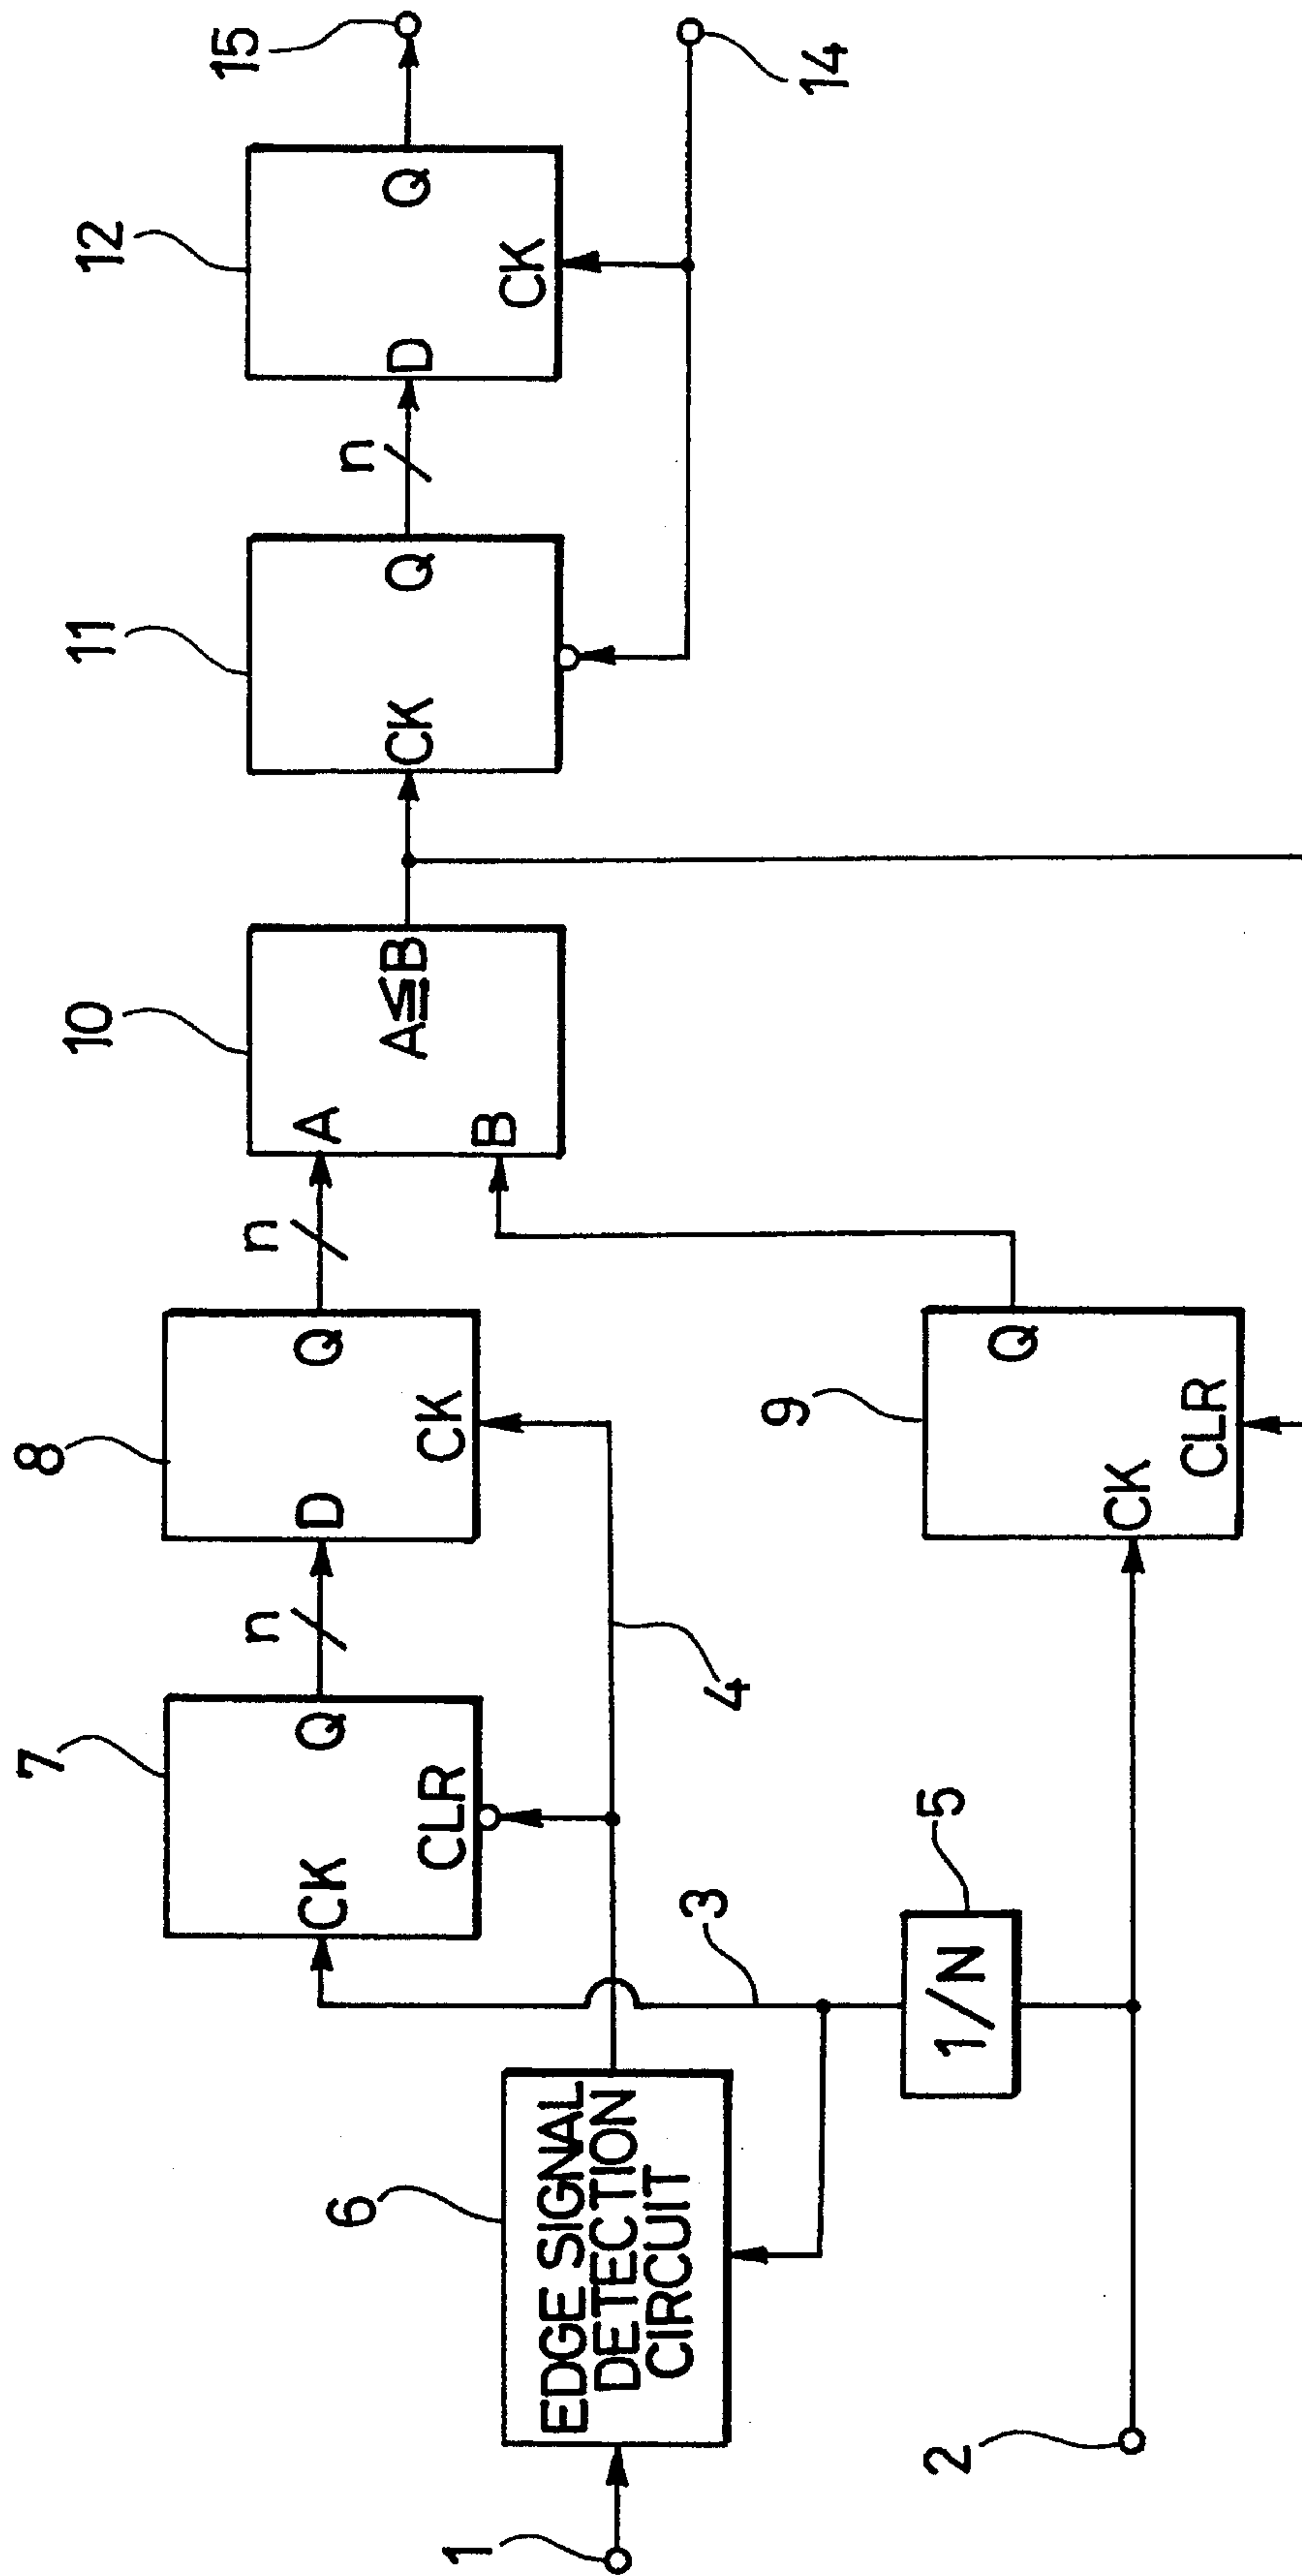 1
EDGE SIGNAL
DETECTION
CIRCUIT
6
2
3
1/N
5
4
7
CK
Q
CLR
n
8
D
Q
CK
n
9
CK
Q
CLR
10
A
B
A≦B
11
CK
Q
n
12
D
Q
CK
15
14